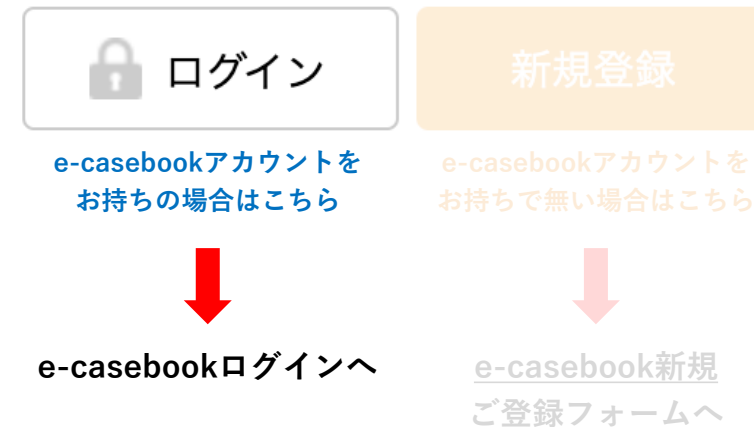 ログイン
新規登録
e-casebookアカウントを
お持ちの場合はこちら
e-casebookアカウントを
お持ちで無い場合はこちら
e-casebookログインへ
e-casebook新規
ご登録フォームへ